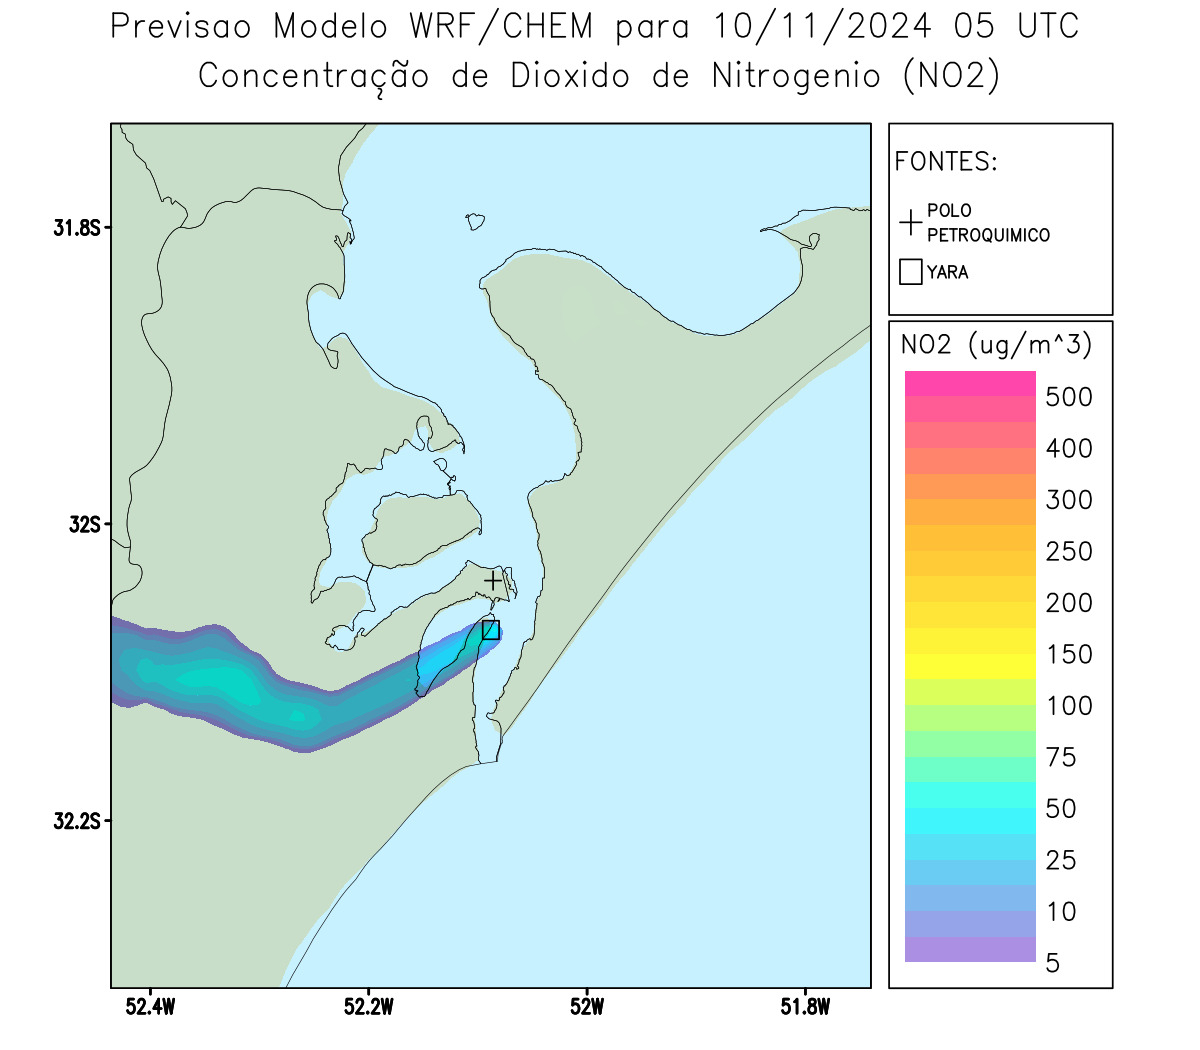 Previsao Modelo WRF/CHEM para 10/11/2024 05 UTC
Concentração de Dioxido de Nitrogenio (NO2)
FONTES:
POLO
PETROQUIMICO
YARA
31.8S
32S
32.2S
52.4W
52.2W
52W
51.8W
NO2 (ug/m^3)
500
400
300
250
200
150
100
75
50
25
10
5